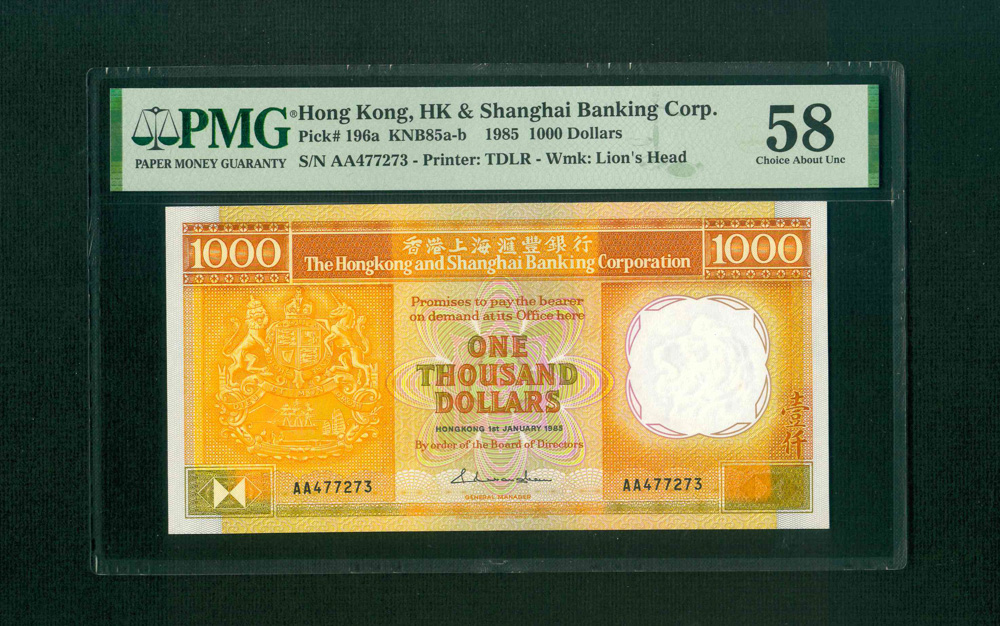 PMG®
PAPER MONEY GUARANTY
Hong Kong, HK & Shanghai Banking Corp.
Pick# 196a KNB85a-b 1985 1000 Dollars
S/N AA477273 - Printer: TDLR - Wmk: Lion's Head
58
Choice About Unc
1000
香港上海滙豐銀行
The Hongkong and Shanghai Banking Corporation
1000
Promises to pay the bearer
on demand at its Office here
ONE
THOUSAND
DOLLARS
HONGKONG 1st JANUARY 1985
By order of the Board of Directors
GENERAL MANAGER
AA477273
AA477273
壹仟